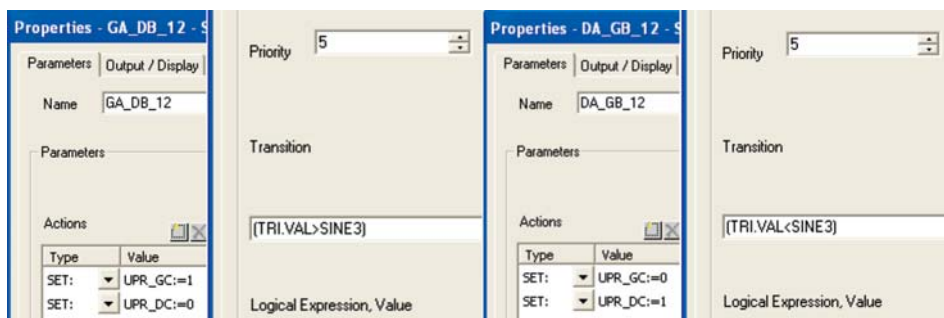 Properties - GA_DB_12 - S
Parameters Output / Display
Name GA_DB_12
Parameters
Actions
Type Value
SET: UPR_GC:=1
SET: UPR_DC:=0
Priority 5
Transition
(TRI.VAL>SINE3)
Logical Expression, Value
Properties - DA_GB_12 - S
Parameters Output / Display
Name DA_GB_12
Parameters
Actions
Type Value
SET: UPR_GC:=0
SET: UPR_DC:=1
Priority 5
Transition
(TRI.VAL<SINE3)
Logical Expression, Value